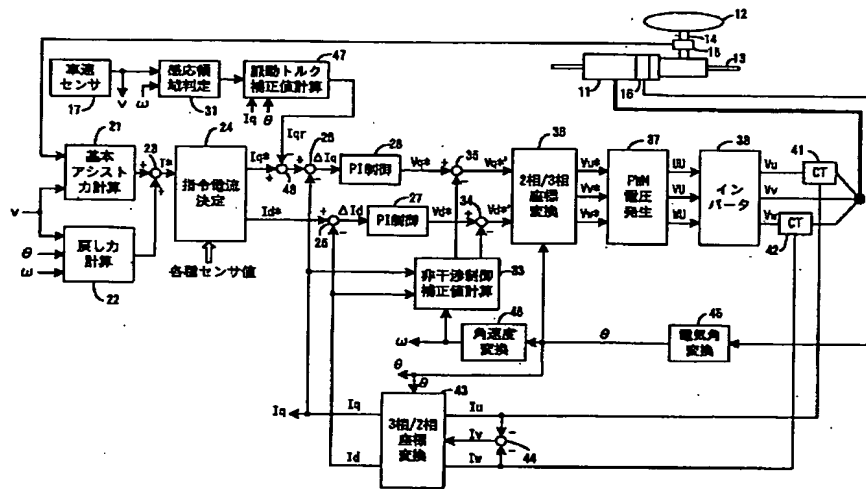 12
14
15
13
11
16
車速
センサ
17
v
ω
感応領
域判定
31
脈動トルク
補正値計算
47
Iq
θ
Iqr
21
基本
アシスト
力計算
23
I*
24
指令電流
決定
各種センサ値
v
θ
ω
戻し力
計算
22
Iq*
48
26
ΔIq
PI制御
28
Vq*
35
Vq*'
Id*
25
ΔId
PI制御
27
Vd*
34
Vd*'
36
2相/3相
座標
変換
Vu*
Vv*
Vw*
37
PWM
電圧
発生
UU
VU
WU
38
イン
バータ
Vu
Vv
Vw
41
CT
CT
42
非干渉制御
補正値計算
33
ω
46
角速度
変換
θ
45
電気角
変換
θ
θ
43
3相/2相
座標
変換
Iq
Iq
Id
Iu
Iv
Iw
44